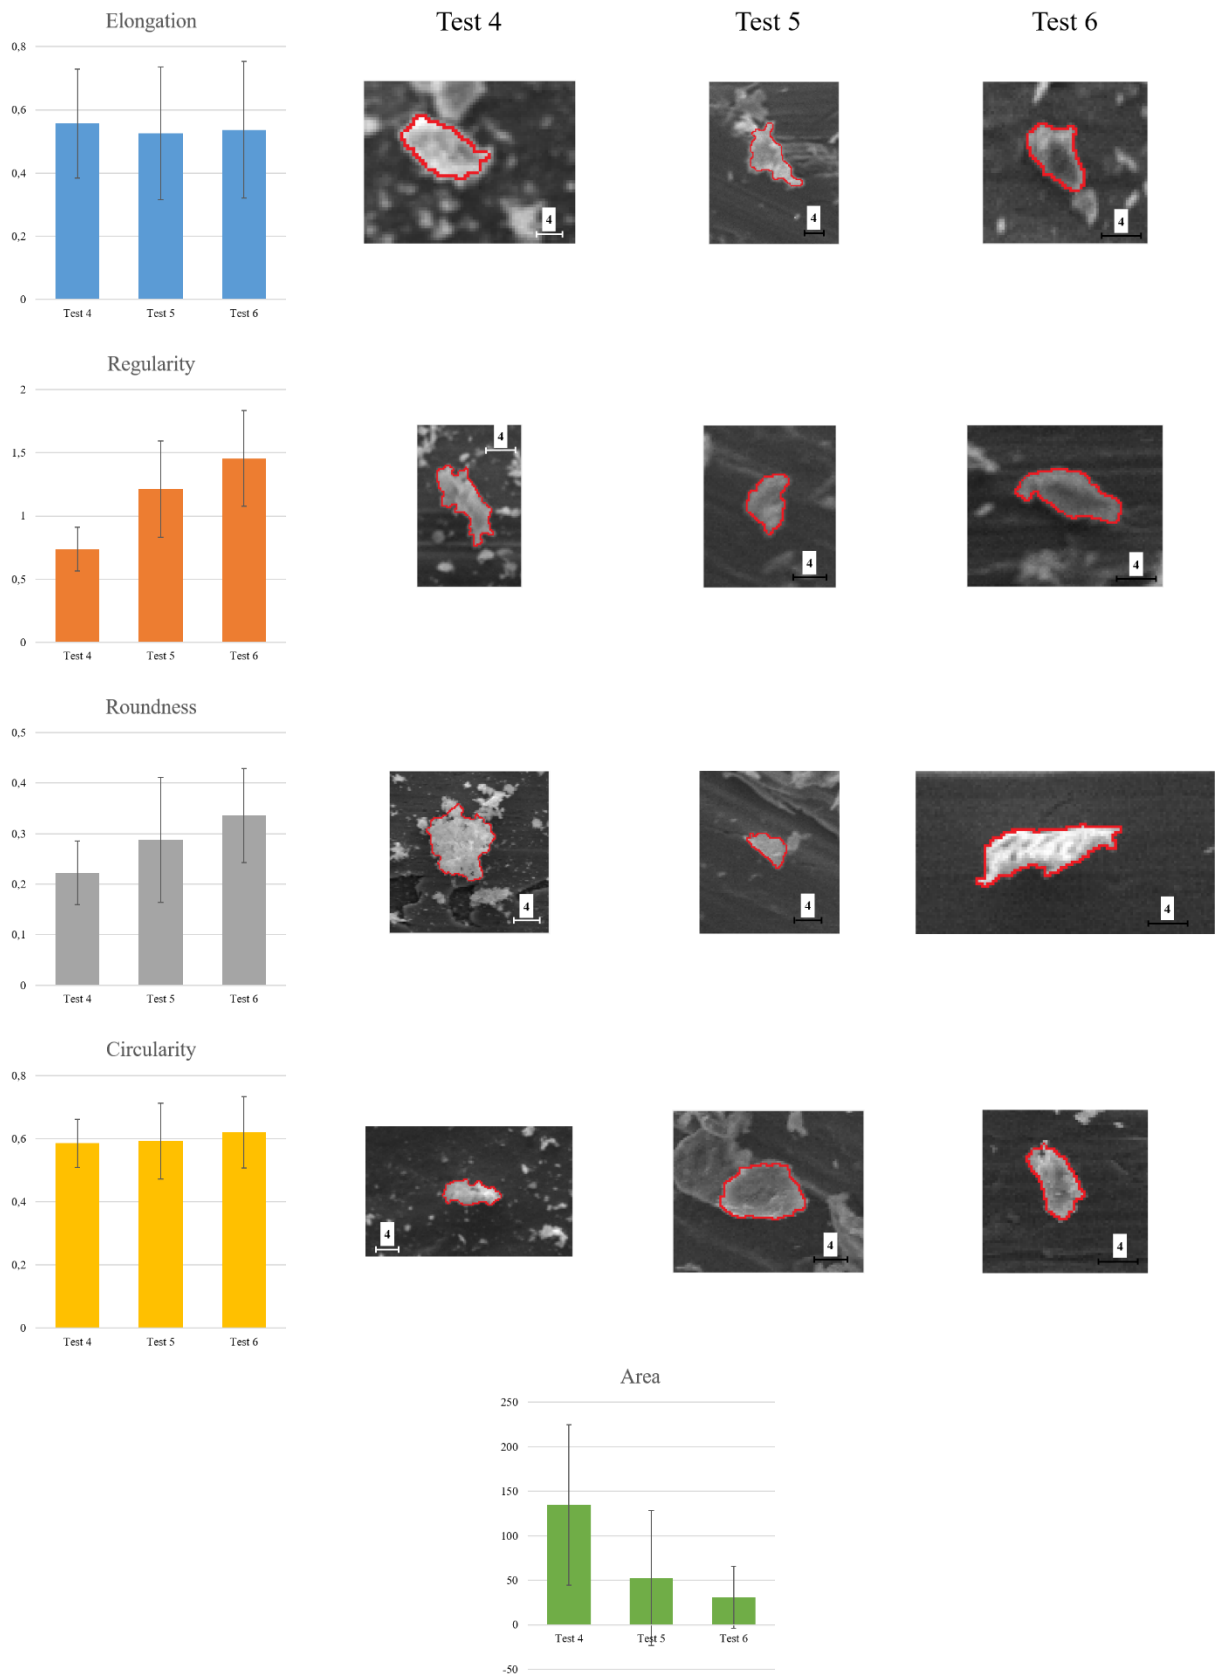 Elongation
Test 4
Test 5
Test 6
0,8
0,6
0,4
0,2
0
Test 4
Test 5
Test 6
4
4
4
Regularity
2
1,5
1
0,5
0
Test 4
Test 5
Test 6
4
4
4
Roundness
0,5
0,4
0,3
0,2
0,1
0
Test 4
Test 5
Test 6
4
4
4
Circularity
0,8
0,6
0,4
0,2
0
Test 4
Test 5
Test 6
4
4
4
Area
250
200
150
100
50
0
-50
Test 4
Test 5
Test 6